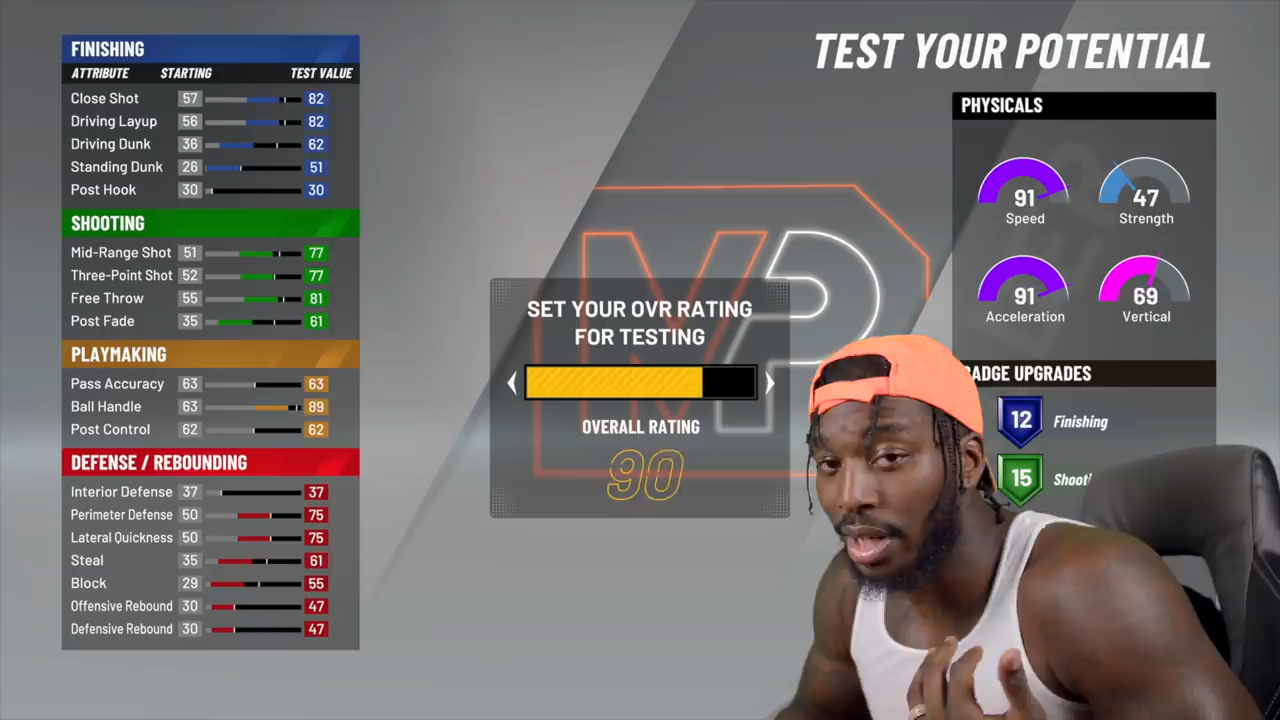 FINISHING
ATTRIBUTE STARTING TEST VALUE
Close Shot 57 82
Driving Layup 56 82
Driving Dunk 36 62
Standing Dunk 26 51
Post Hook 30 30
SHOOTING
Mid-Range Shot 51 77
Three-Point Shot 52 77
Free Throw 55 81
Post Fade 35 61
PLAYMAKING
Pass Accuracy 63 63
Ball Handle 63 89
Post Control 62 62
DEFENSE / REBOUNDING
Interior Defense 37 37
Perimeter Defense 50 75
Lateral Quickness 50 75
Steal 35 61
Block 29 55
Offensive Rebound 30 47
Defensive Rebound 30 47
MP
SET YOUR OVR RATING
FOR TESTING
OVERALL RATING
90
TEST YOUR POTENTIAL
PHYSICALS
91 47
Speed Strength
91 69
Acceleration Vertical
ADGE UPGRADES
12 Finishing
15 Shooti